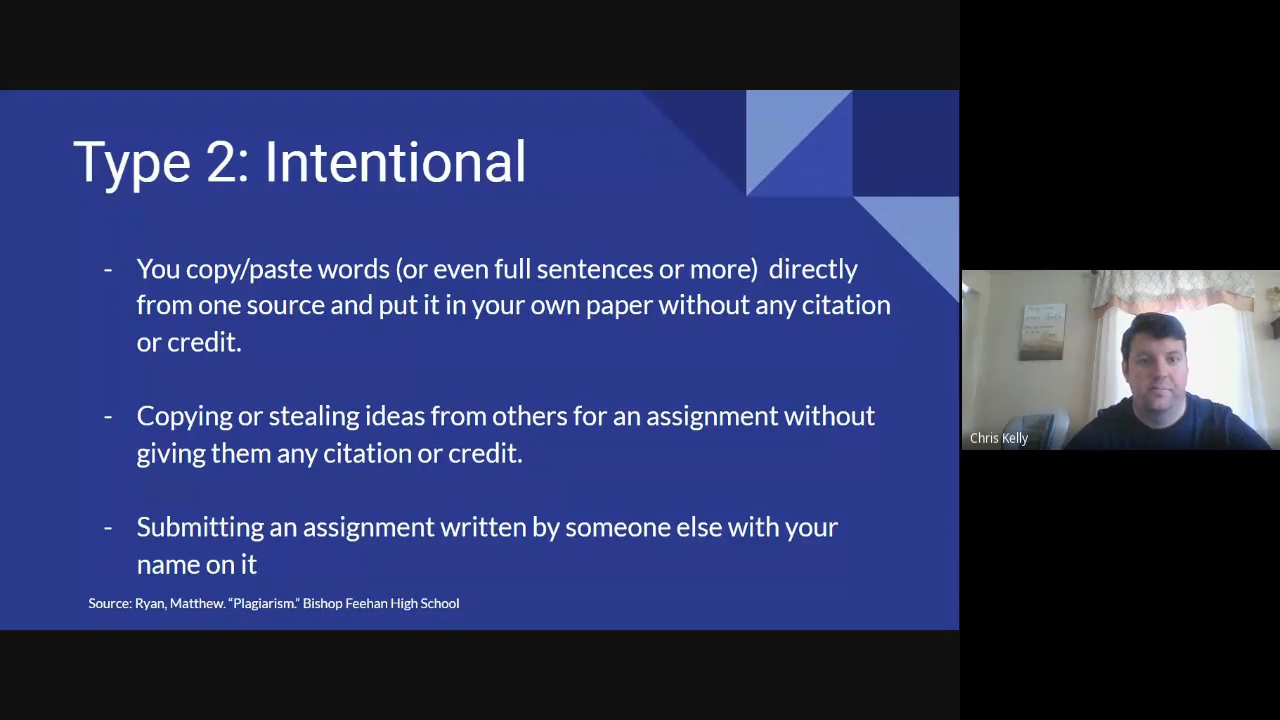 Type 2: Intentional
- You copy/paste words (or even full sentences or more)  directly
from one source and put it in your own paper without any citation
or credit.
- Copying or stealing ideas from others for an assignment without
giving them any citation or credit.
- Submitting an assignment written by someone else with your
name on it
Source: Ryan, Matthew. “Plagiarism.” Bishop Feehan High School
Chris Kelly